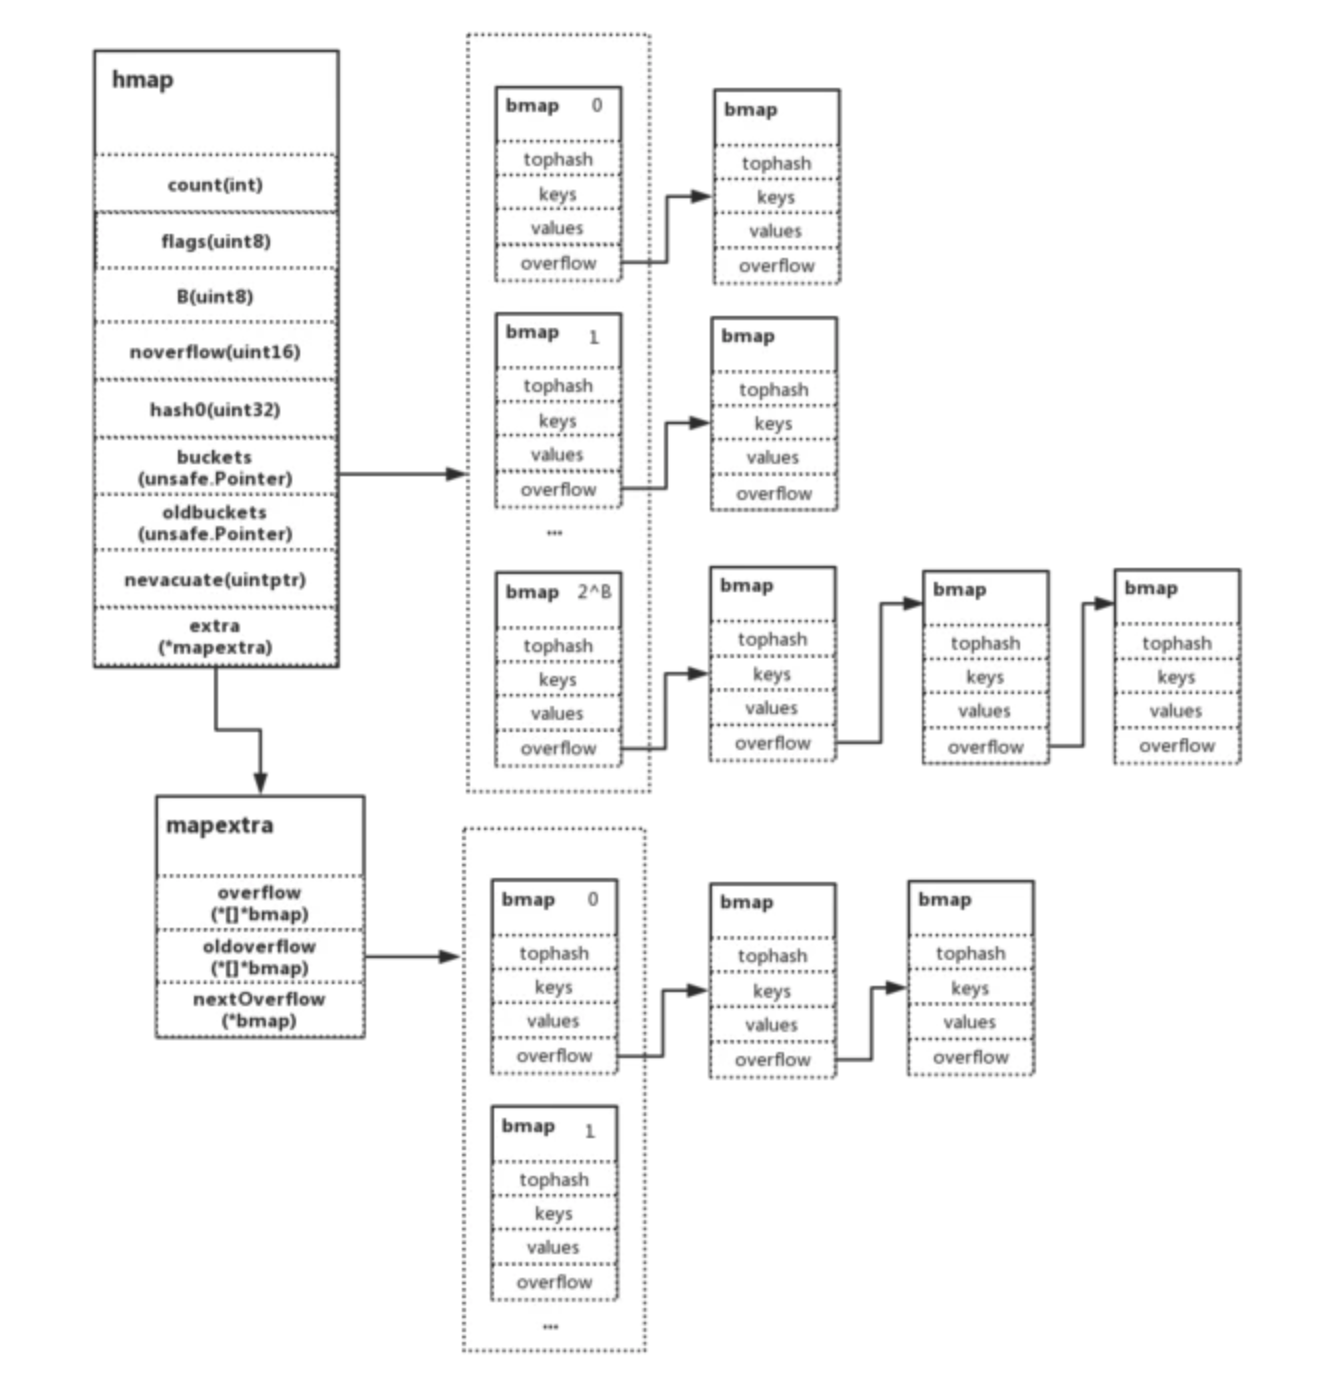 hmap
count(int)
flags(uint8)
B(uint8)
noverflow(uint16)
hash0(uint32)
buckets
(unsafe.Pointer)
oldbuckets
(unsafe.Pointer)
nevacuate(uintptr)
extra
(*mapextra)
bmap 0
tophash
keys
values
overflow
bmap
tophash
keys
values
overflow
bmap 1
tophash
keys
values
overflow
bmap
tophash
keys
values
overflow
...
bmap 2^B
tophash
keys
values
overflow
bmap
tophash
keys
values
overflow
bmap
tophash
keys
values
overflow
bmap
tophash
keys
values
overflow
mapextra
overflow
(*[]*bmap)
oldoverflow
(*[]*bmap)
nextOverflow
(*bmap)
bmap 0
tophash
keys
values
overflow
bmap
tophash
keys
values
overflow
bmap
tophash
keys
values
overflow
bmap 1
tophash
keys
values
overflow
...